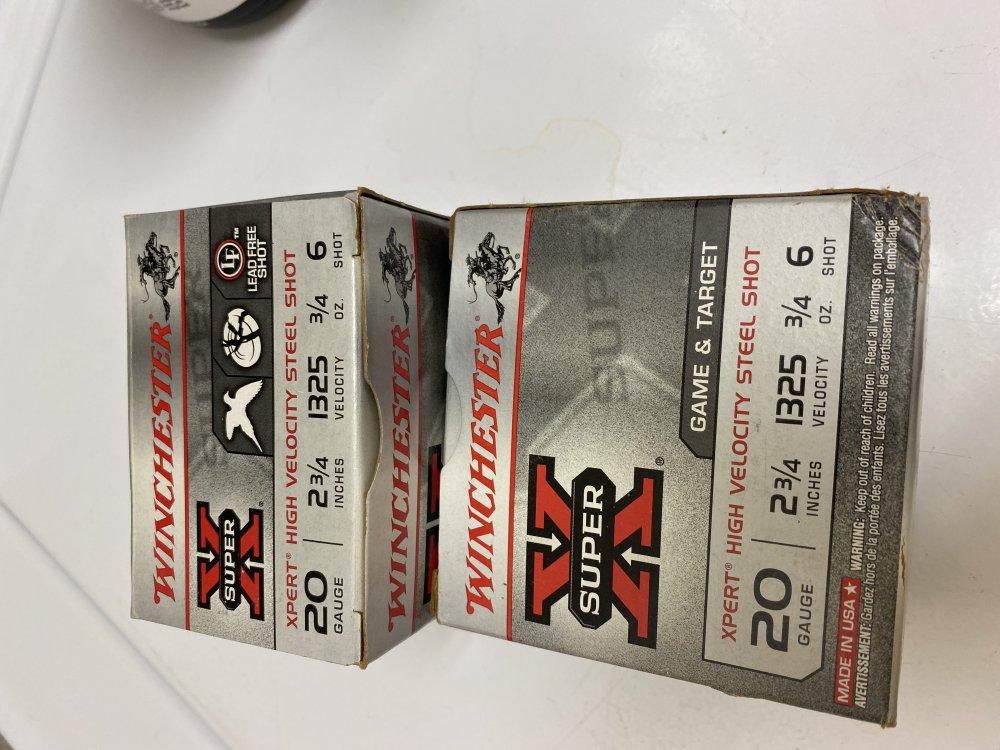 WINCHESTER®
SUPER X®
LF™
LEAD FREE
SHOT
XPERT® HIGH VELOCITY STEEL SHOT
20 2 3/4 1325 3/4 6
GAUGE INCHES VELOCITY OZ. SHOT
WINCHESTER®
WINCHESTER®
SUPER X®
GAME & TARGET
XPERT® HIGH VELOCITY STEEL SHOT
20 2 3/4 1325 3/4 6
GAUGE INCHES VELOCITY OZ. SHOT
MADE IN USA ★ WARNING: Keep out of reach of children. Read all warnings on package.
AVERTISSEMENT: Gardez hors de la portée des enfants. Lisez tous les avertissements sur l'emballage.